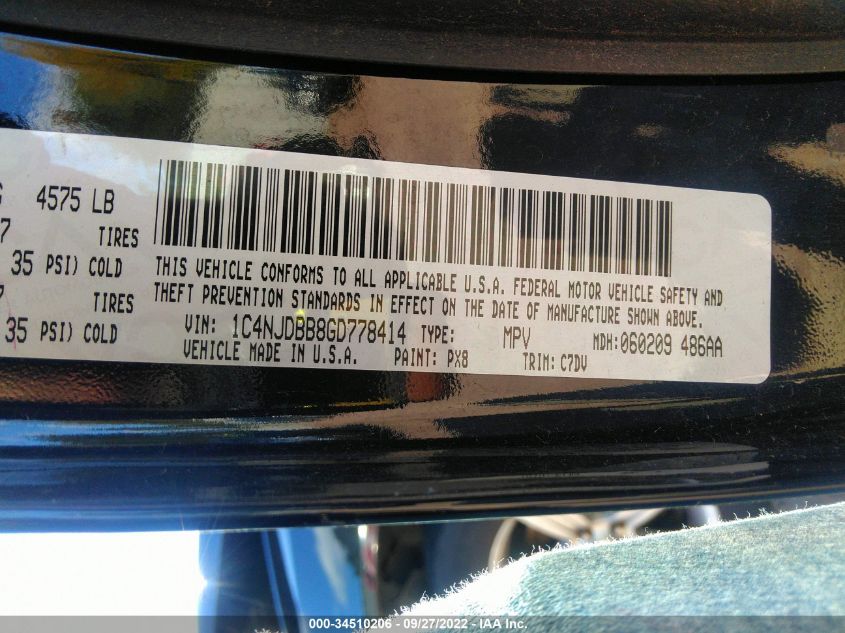 G 4575 LB
7 TIRES
35 PSI) COLD
7 TIRES
35 PSI) COLD
THIS VEHICLE CONFORMS TO ALL APPLICABLE U.S.A. FEDERAL MOTOR VEHICLE SAFETY AND
THEFT PREVENTION STANDARDS IN EFFECT ON THE DATE OF MANUFACTURE SHOWN ABOVE.
VIN: 1C4NJDBB8GD778414 TYPE: MPV MDH:060209 486AA
VEHICLE MADE IN U.S.A. PAINT: PX8 TRIM: C7DV
000-34510206 - 09/27/2022 - IAA Inc.